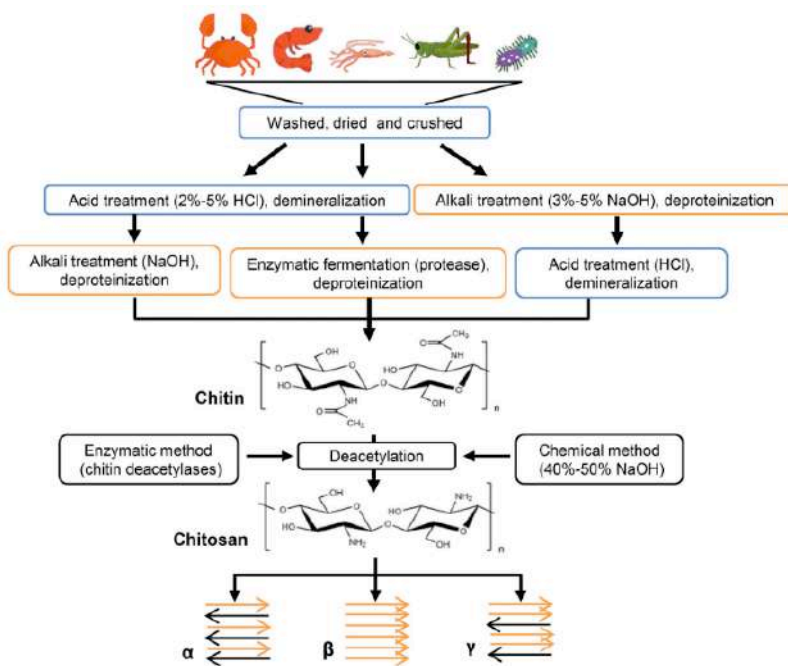 Washed, dried and crushed
Acid treatment (2%-5% HCl), demineralization
Alkali treatment (3%-5% NaOH), deproteinization
Alkali treatment (NaOH),
deproteinization
Enzymatic fermentation (protease),
deproteinization
Acid treatment (HCl),
demineralization
CH₃
O
NH
OH
O
HO
O
O
HO
O
O
NH
O
CH₃
OH
n
Chitin
Enzymatic method
(chitin deacetylases)
Deacetylation
Chemical method
(40%-50% NaOH)
OH
NH₂
O
O
HO
O
HO
O
O
NH₂
OH
n
Chitosan
α
β
γ